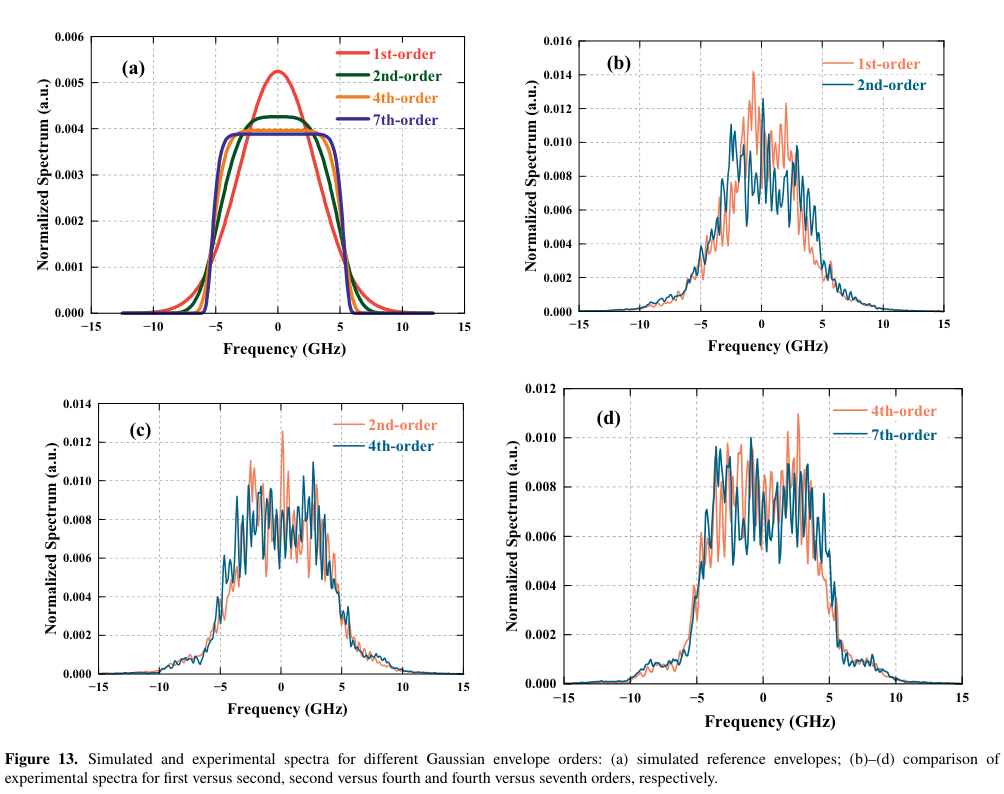 0.006
0.005
0.004
0.003
0.002
0.001
0.000
Normalized Spectrum (a.u.)
(a)
1st-order
2nd-order
4th-order
7th-order
−15 −10 −5 0 5 10 15
Frequency (GHz)
0.016
0.014
0.012
0.010
0.008
0.006
0.004
0.002
0.000
Normalized Spectrum (a.u.)
(b)
1st-order
2nd-order
−15 −10 −5 0 5 10 15
Frequency (GHz)
0.014
0.012
0.010
0.008
0.006
0.004
0.002
0.000
Normalized Spectrum (a.u.)
(c)
2nd-order
4th-order
−15 −10 −5 0 5 10 15
Frequency (GHz)
0.012
0.010
0.008
0.006
0.004
0.002
0.000
Normalized Spectrum (a.u.)
(d)
4th-order
7th-order
−15 −10 −5 0 5 10 15
Frequency (GHz)
Figure 13. Simulated and experimental spectra for different Gaussian envelope orders: (a) simulated reference envelopes; (b)–(d) comparison of
experimental spectra for first versus second, second versus fourth and fourth versus seventh orders, respectively.